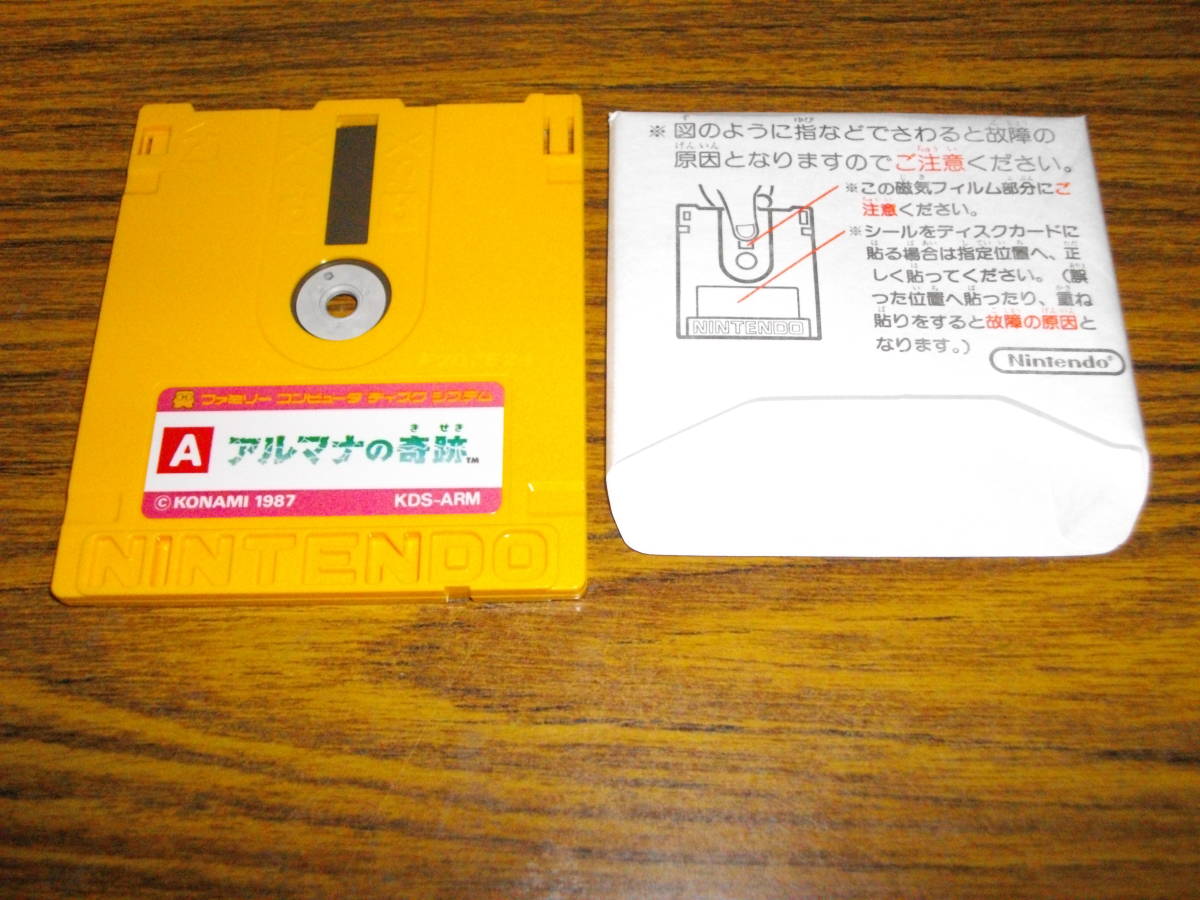 ファミリー コンピュータ ディスク システム
A
アルマナの奇跡™
きせき
© KONAMI 1987 KDS-ARM
NINTENDO
※図のように指などでさわると故障の
原因となりますのでご注意ください。
※この磁気フィルム部分にご
注意ください。
※シールをディスクカードに
貼る場合は指定位置へ、正
しく貼ってください。(誤
った位置へ貼ったり、重ね
貼りをすると故障の原因と
なります。)
NINTENDO
Nintendo®